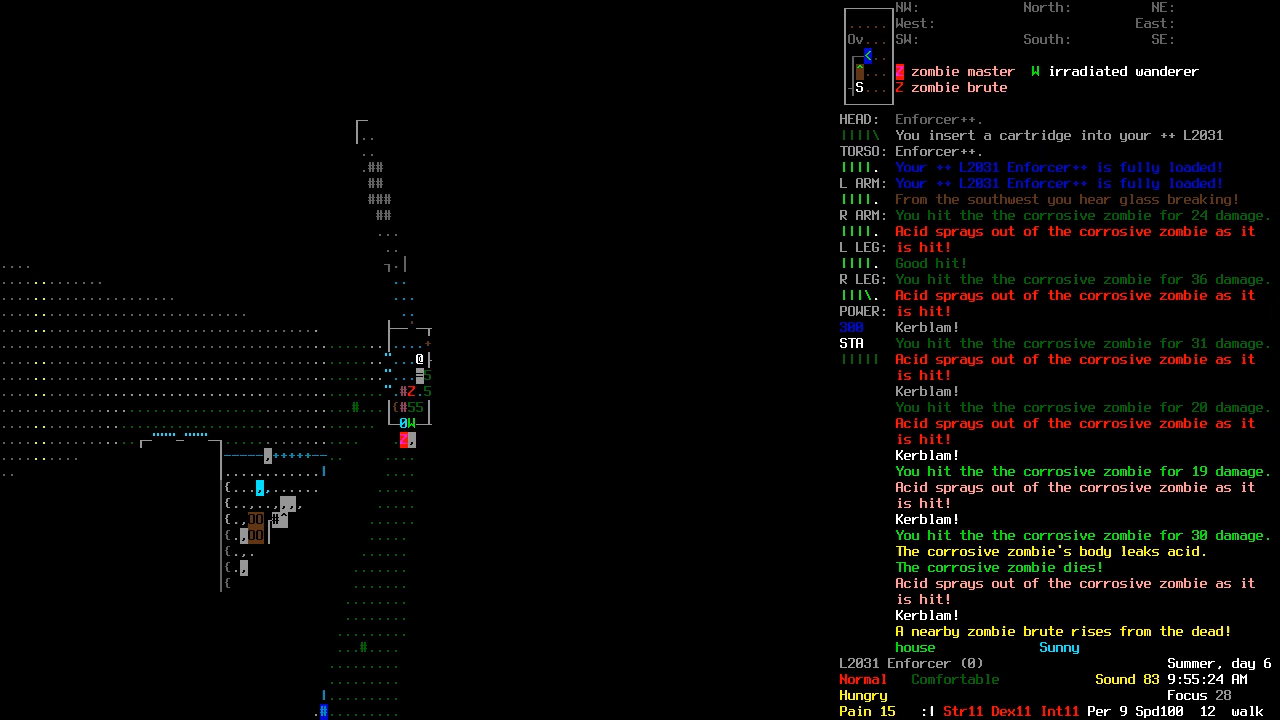 NW: North: NE:
West: East:
SW: South: SE:
Z zombie master W irradiated wanderer
Z zombie brute
HEAD: Enforcer++.
||||\ You insert a cartridge into your ++ L2031
TORSO: Enforcer++.
||||. Your ++ L2031 Enforcer++ is fully loaded!
L ARM: Your ++ L2031 Enforcer++ is fully loaded!
||||. From the southwest you hear glass breaking!
R ARM: You hit the the corrosive zombie for 24 damage.
||||. Acid sprays out of the corrosive zombie as it
L LEG: is hit!
||||. Good hit!
R LEG: You hit the the corrosive zombie for 36 damage.
|||\. Acid sprays out of the corrosive zombie as it
POWER: is hit!
300 Kerblam!
STA You hit the the corrosive zombie for 31 damage.
||||| Acid sprays out of the corrosive zombie as it
is hit!
Kerblam!
You hit the the corrosive zombie for 20 damage.
Acid sprays out of the corrosive zombie as it
is hit!
Kerblam!
You hit the the corrosive zombie for 19 damage.
Acid sprays out of the corrosive zombie as it
is hit!
Kerblam!
You hit the the corrosive zombie for 30 damage.
The corrosive zombie's body leaks acid.
The corrosive zombie dies!
Acid sprays out of the corrosive zombie as it
is hit!
Kerblam!
A nearby zombie brute rises from the dead!
house Sunny
L2031 Enforcer (0) Summer, day 6
Normal Comfortable Sound 83 9:55:24 AM
Hungry Focus 28
Pain 15 :| Str11 Dex11 Int11 Per 9 Spd100 12 walk